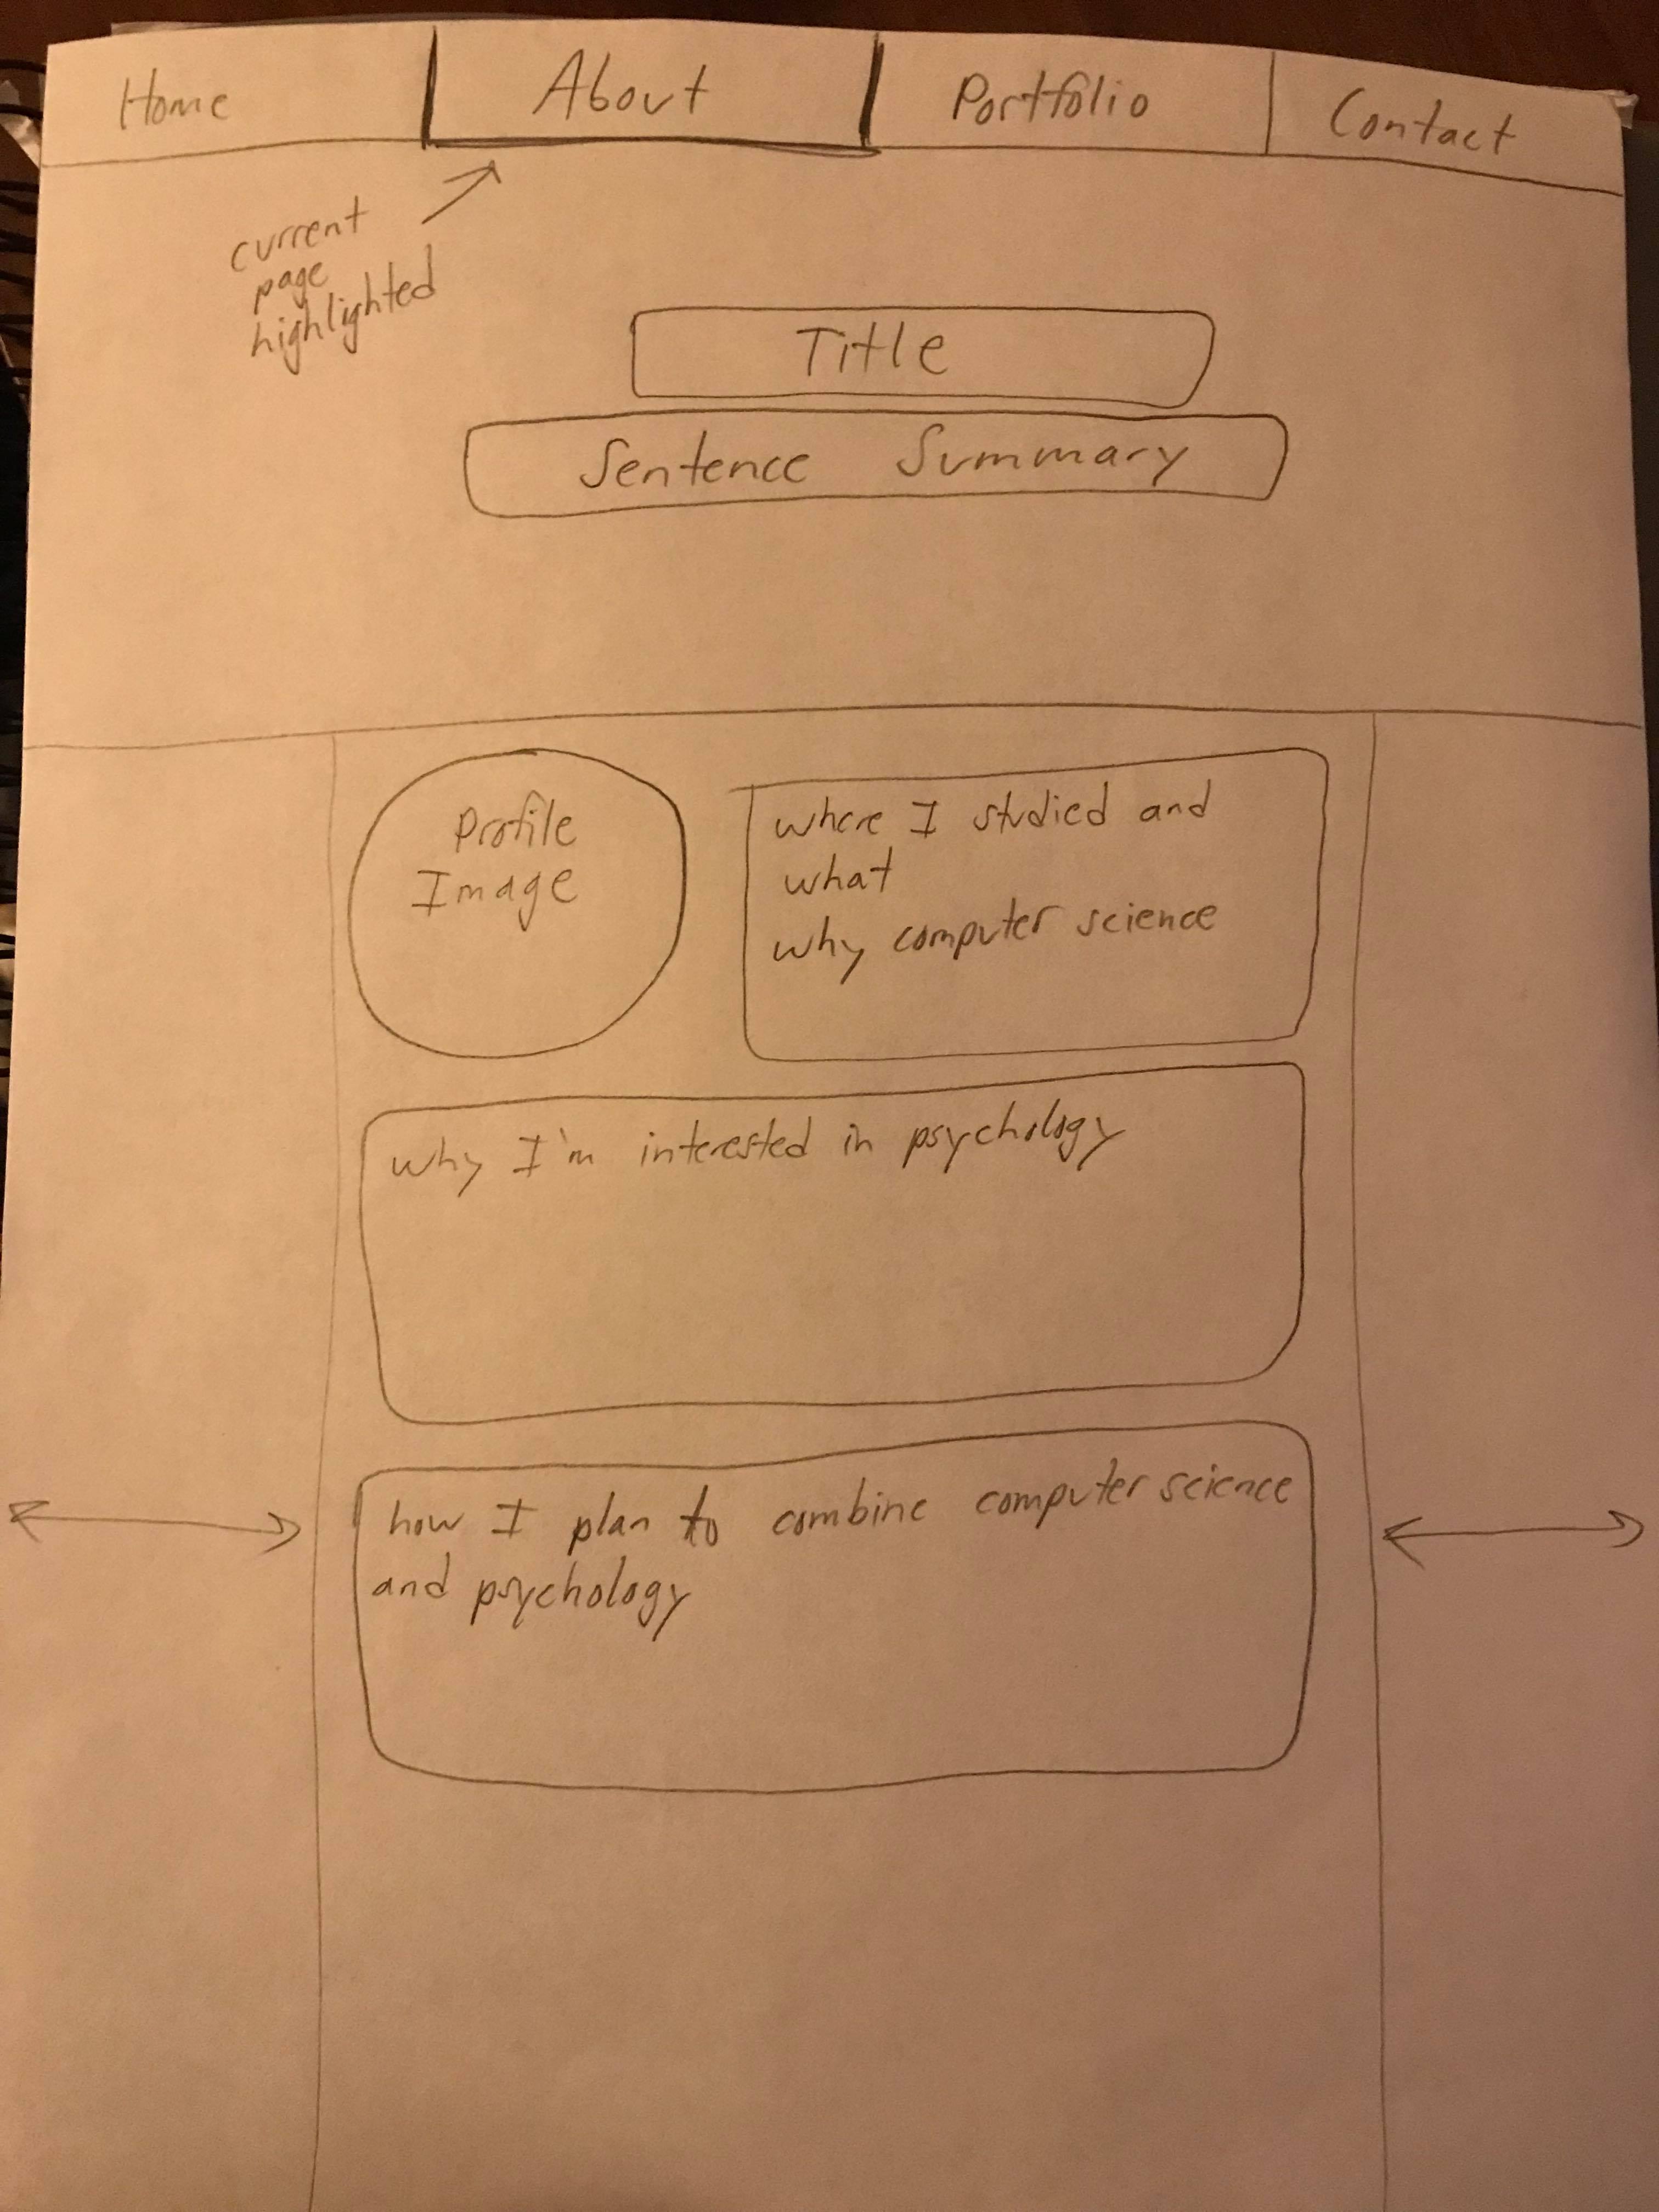 Home About Portfolio Contact
current
page
highlighted
Title
Sentence Summary
Profile
Image
where I studied and
what
why computer science
why I'm interested in psychology
how I plan to combine computer science
and psychology